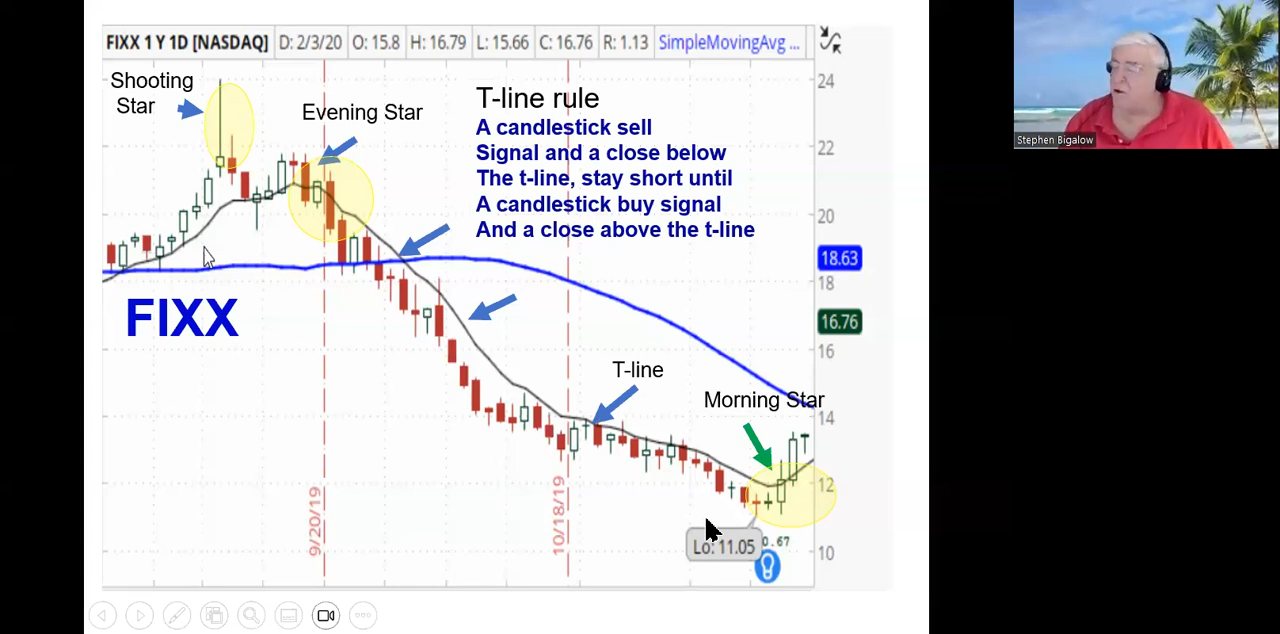 FIXX 1 Y 1D [NASDAQ] D: 2/3/20 O: 15.8 H: 16.79 L: 15.66 C: 16.76 R: 1.13 SimpleMovingAvg ...
Shooting
Star
Evening Star
T-line rule
A candlestick sell
Signal and a close below
The t-line, stay short until
A candlestick buy signal
And a close above the t-line
FIXX
T-line
Morning Star
24
22
20
18.63
18
16.76
16
14
12
10
9/20/19
10/18/19
Lo: 11.05
0.67
Stephen Bigalow